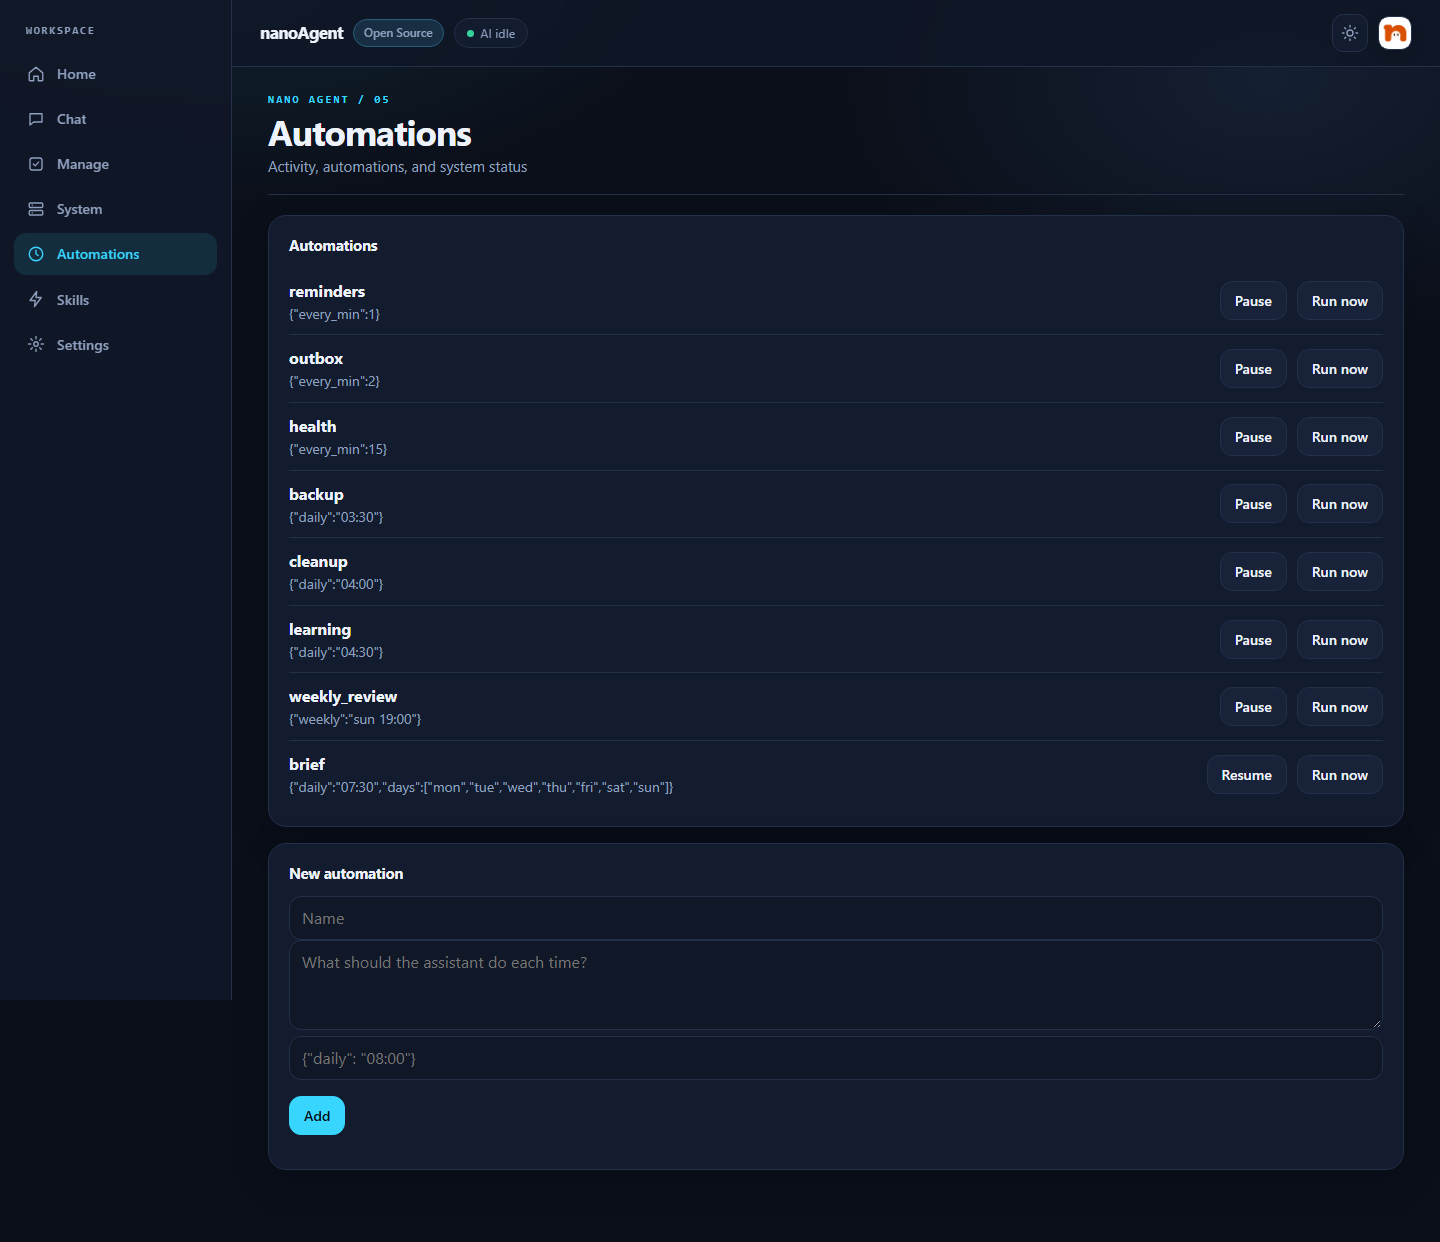 WORKSPACE
Home
Chat
Manage
System
Automations
Skills
Settings
nanoAgent
Open Source
AI idle
n
NANO AGENT / 05
Automations
Activity, automations, and system status
Automations
reminders
{"every_min":1}
Pause
Run now
outbox
{"every_min":2}
Pause
Run now
health
{"every_min":15}
Pause
Run now
backup
{"daily":"03:30"}
Pause
Run now
cleanup
{"daily":"04:00"}
Pause
Run now
learning
{"daily":"04:30"}
Pause
Run now
weekly_review
{"weekly":"sun 19:00"}
Pause
Run now
brief
{"daily":"07:30","days":["mon","tue","wed","thu","fri","sat","sun"]}
Resume
Run now
New automation
Name
What should the assistant do each time?
{"daily": "08:00"}
Add